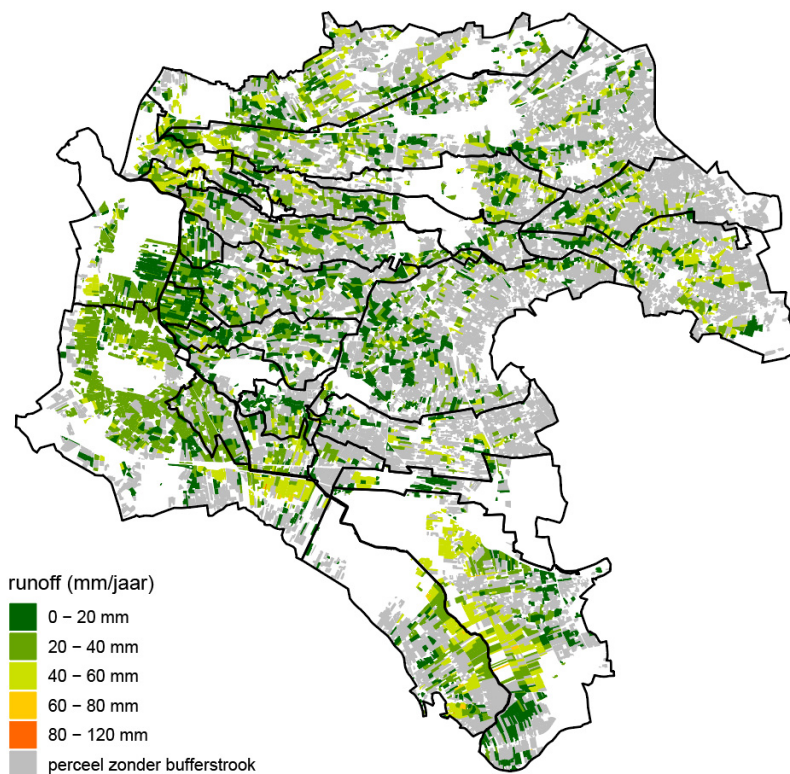 runoff (mm/jaar)
0 – 20 mm
20 – 40 mm
40 – 60 mm
60 – 80 mm
80 – 120 mm
perceel zonder bufferstrook